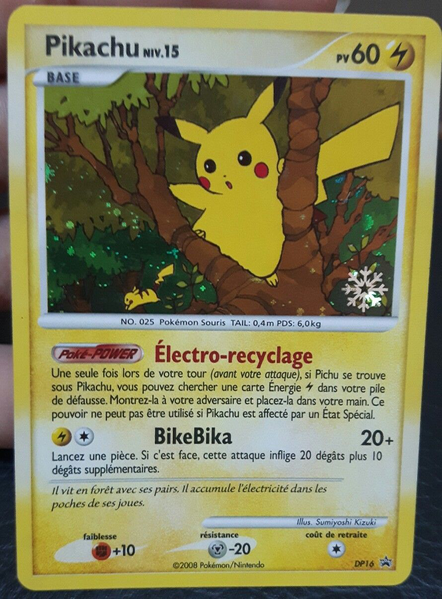 Pikachu NIV.15 PV 60
BASE
NO. 025 Pokémon Souris TAIL: 0,4m PDS: 6,0kg
Poké-POWER Électro-recyclage
Une seule fois lors de votre tour (avant votre attaque), si Pichu se trouve
sous Pikachu, vous pouvez chercher une carte Énergie dans votre pile
de défausse. Montrez-la à votre adversaire et placez-la dans votre main. Ce
pouvoir ne peut pas être utilisé si Pikachu est affecté par un État Spécial.
BikeBika 20+
Lancez une pièce. Si c'est face, cette attaque inflige 20 dégâts plus 10
dégâts supplémentaires.
Il vit en forêt avec ses pairs. Il accumule l'électricité dans les
poches de ses joues.
Illus. Sumiyoshi Kizuki
faiblesse résistance coût de retraite
+10 -20
©2008 Pokémon/Nintendo DP16